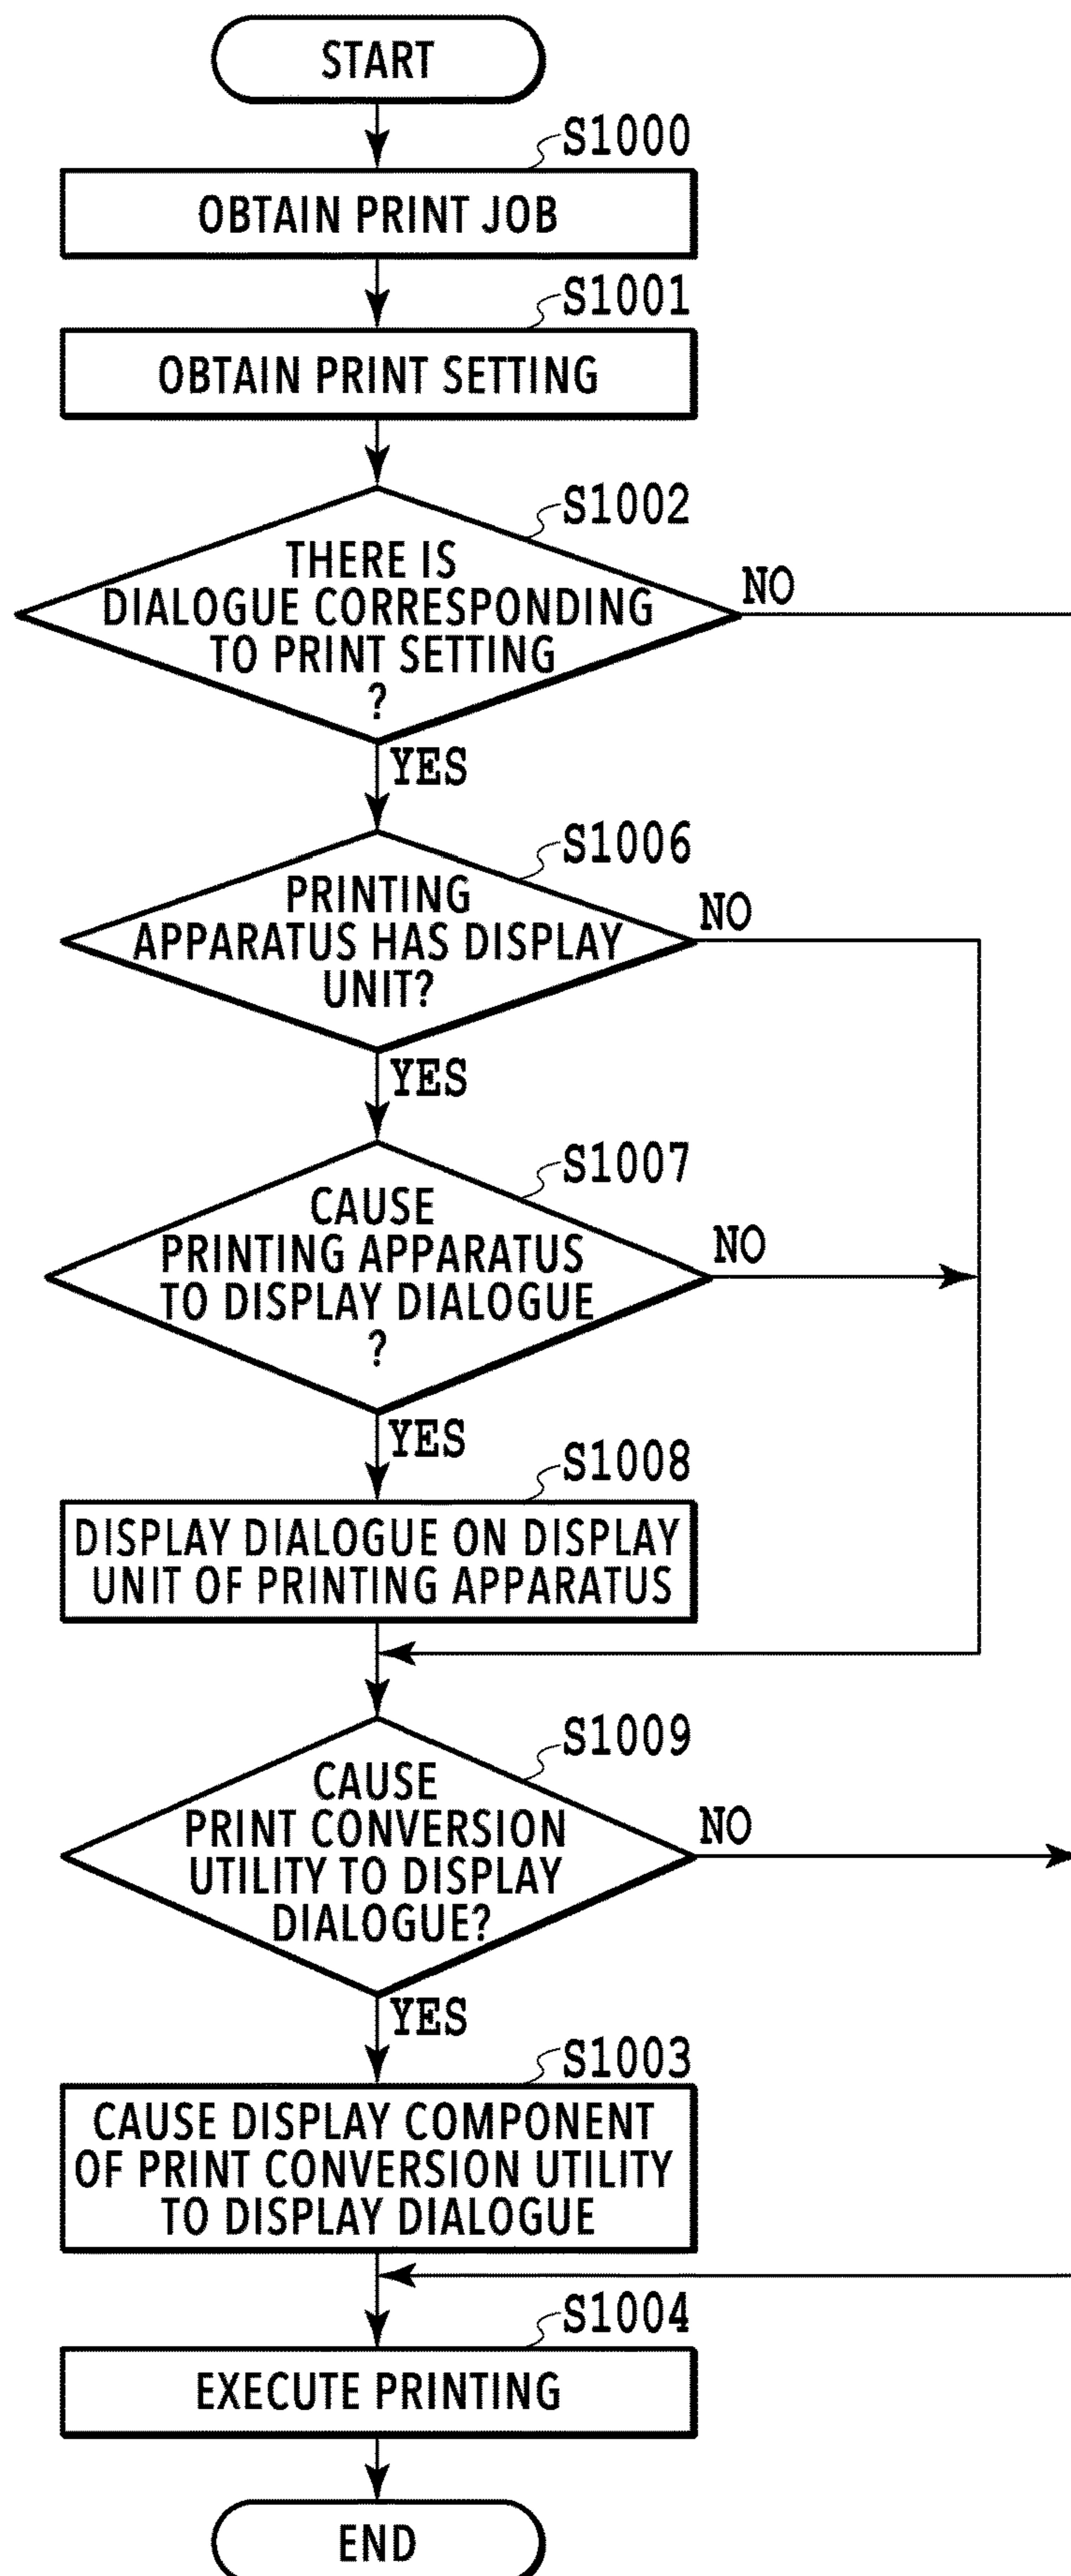 START
S1000
OBTAIN PRINT JOB
S1001
OBTAIN PRINT SETTING
S1002
THERE IS
DIALOGUE CORRESPONDING
TO PRINT SETTING
?
NO
YES
S1006
PRINTING
APPARATUS HAS DISPLAY
UNIT?
NO
YES
S1007
CAUSE
PRINTING APPARATUS
TO DISPLAY DIALOGUE
?
NO
YES
S1008
DISPLAY DIALOGUE ON DISPLAY
UNIT OF PRINTING APPARATUS
S1009
CAUSE
PRINT CONVERSION
UTILITY TO DISPLAY
DIALOGUE?
NO
YES
S1003
CAUSE DISPLAY COMPONENT
OF PRINT CONVERSION UTILITY
TO DISPLAY DIALOGUE
S1004
EXECUTE PRINTING
END